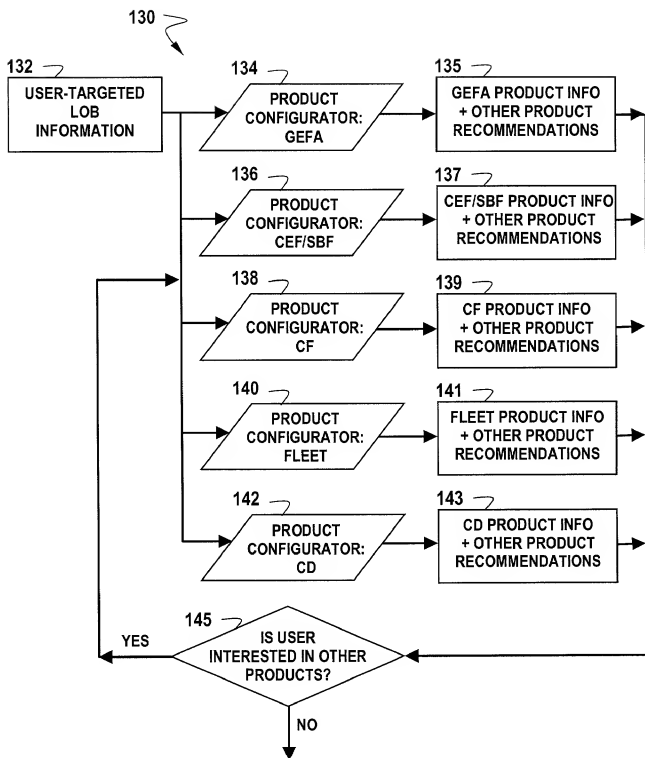 130
132
USER-TARGETED
LOB
INFORMATION
134
PRODUCT
CONFIGURATOR:
GEFA
135
GEFA PRODUCT INFO
+ OTHER PRODUCT
RECOMMENDATIONS
136
PRODUCT
CONFIGURATOR:
CEF/SBF
137
CEF/SBF PRODUCT INFO
+ OTHER PRODUCT
RECOMMENDATIONS
138
PRODUCT
CONFIGURATOR:
CF
139
CF PRODUCT INFO
+ OTHER PRODUCT
RECOMMENDATIONS
140
PRODUCT
CONFIGURATOR:
FLEET
141
FLEET PRODUCT INFO
+ OTHER PRODUCT
RECOMMENDATIONS
142
PRODUCT
CONFIGURATOR:
CD
143
CD PRODUCT INFO
+ OTHER PRODUCT
RECOMMENDATIONS
145
YES
IS USER
INTERESTED IN OTHER
PRODUCTS?
NO